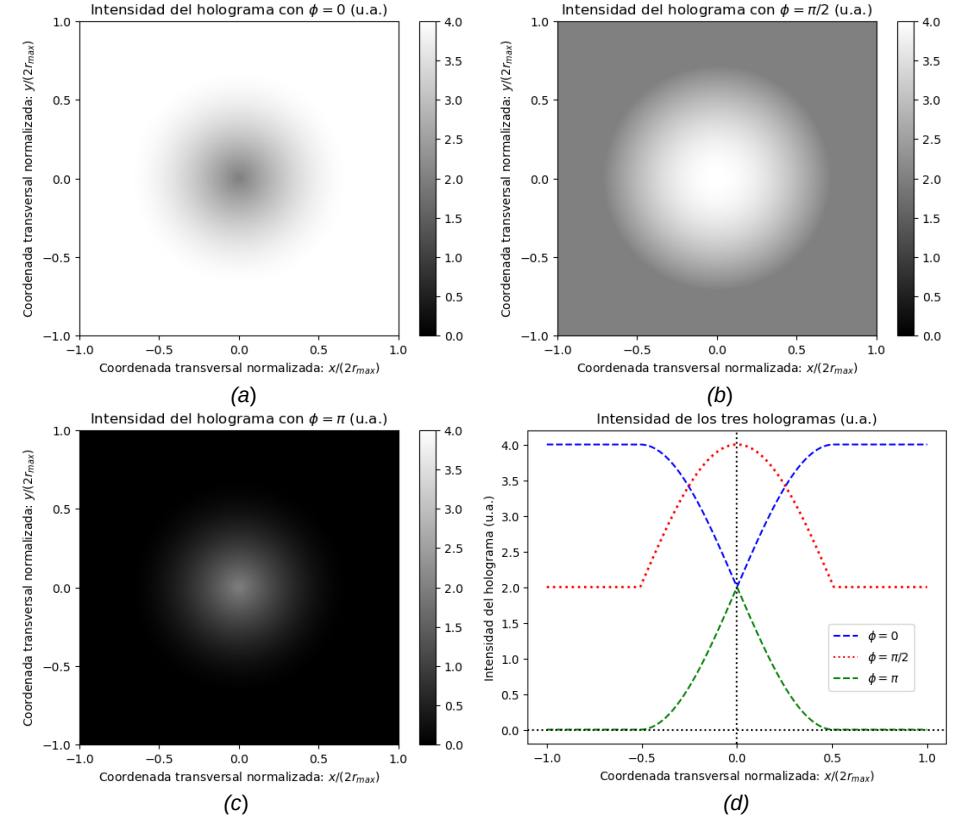 Intensidad del holograma con ϕ = 0 (u.a.)
Coordenada transversal normalizada: y/(2r_max)
1.0
0.5
0.0
−0.5
−1.0
−1.0 −0.5 0.0 0.5 1.0
Coordenada transversal normalizada: x/(2r_max)
4.0
3.5
3.0
2.5
2.0
1.5
1.0
0.5
0.0
(a)
Intensidad del holograma con ϕ = π/2 (u.a.)
Coordenada transversal normalizada: y/(2r_max)
1.0
0.5
0.0
−0.5
−1.0
−1.0 −0.5 0.0 0.5 1.0
Coordenada transversal normalizada: x/(2r_max)
4.0
3.5
3.0
2.5
2.0
1.5
1.0
0.5
0.0
(b)
Intensidad del holograma con ϕ = π (u.a.)
Coordenada transversal normalizada: y/(2r_max)
1.0
0.5
0.0
−0.5
−1.0
−1.0 −0.5 0.0 0.5 1.0
Coordenada transversal normalizada: x/(2r_max)
4.0
3.5
3.0
2.5
2.0
1.5
1.0
0.5
0.0
(c)
Intensidad de los tres hologramas (u.a.)
Intensidad del holograma (u.a.)
4.0
3.5
3.0
2.5
2.0
1.5
1.0
0.5
0.0
ϕ = 0
ϕ = π/2
ϕ = π
−1.0 −0.5 0.0 0.5 1.0
Coordenada transversal normalizada: x/(2r_max)
(d)